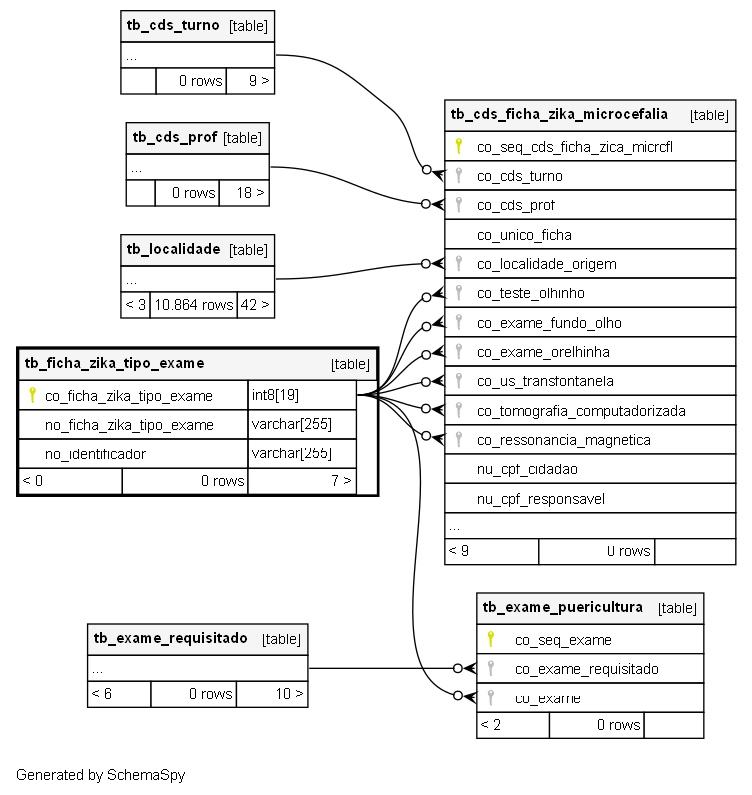 tb_cds_turno [table]
...
0 rows 9 >
tb_cds_prof [table]
...
0 rows 18 >
tb_localidade [table]
...
< 3 10.864 rows 42 >
tb_ficha_zika_tipo_exame [table]
co_ficha_zika_tipo_exame int8[19]
no_ficha_zika_tipo_exame varchar[255]
no_identificador varchar[255]
< 0 0 rows 7 >
tb_cds_ficha_zika_microcefalia [table]
co_seq_cds_ficha_zica_micrcfl
co_cds_turno
co_cds_prof
co_unico_ficha
co_localidade_origem
co_teste_olhinho
co_exame_fundo_olho
co_exame_orelhinha
co_us_transfontanela
co_tomografia_computadorizada
co_ressonancia_magnetica
nu_cpf_cidadao
nu_cpf_responsavel
...
< 9 0 rows
tb_exame_requisitado [table]
...
< 6 0 rows 10 >
tb_exame_puericultura [table]
co_seq_exame
co_exame_requisitado
co_exame
< 2 0 rows
Generated by SchemaSpy